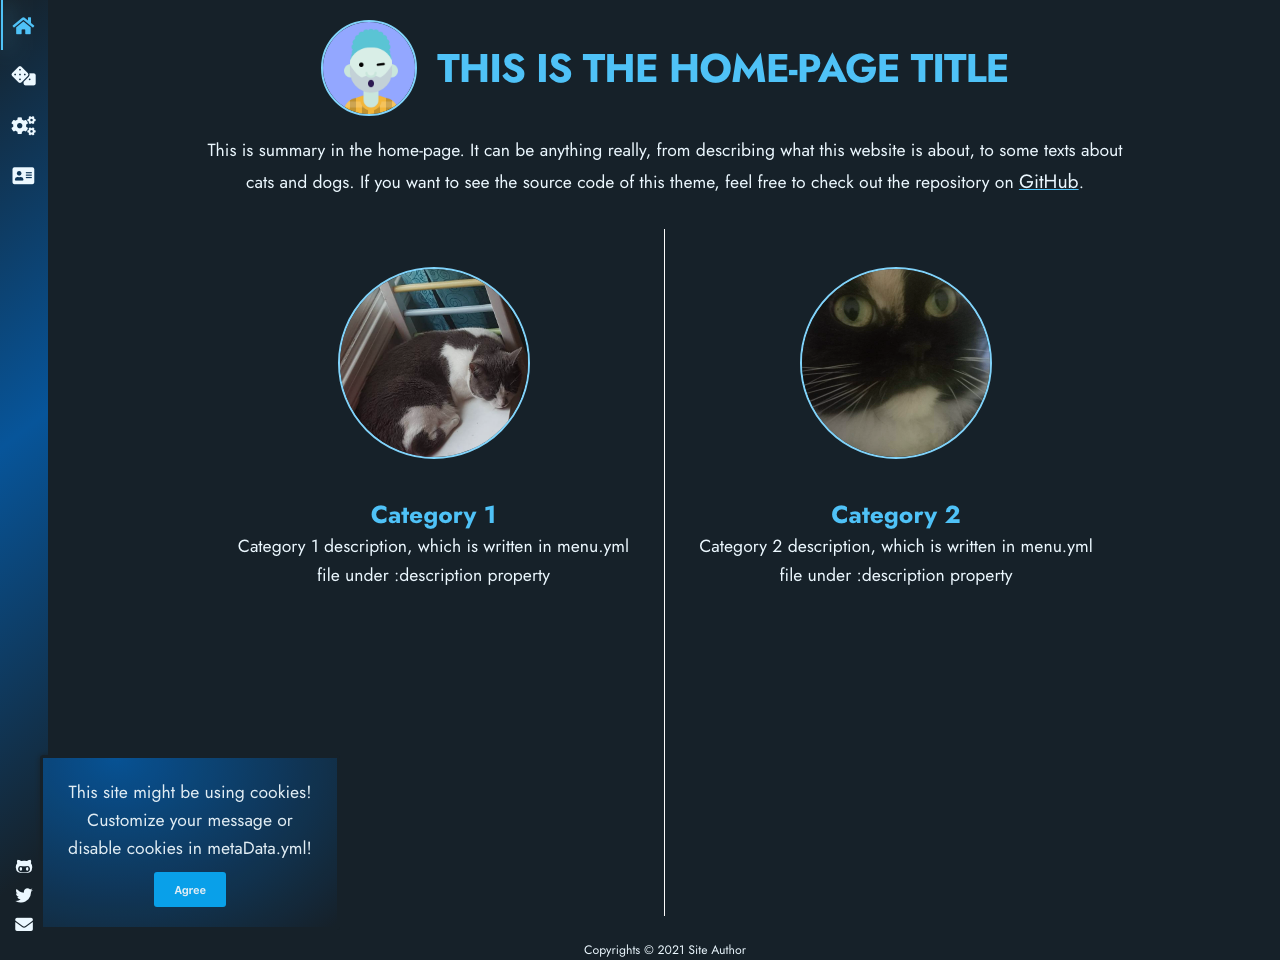 THIS IS THE HOME-PAGE TITLE
This is summary in the home-page. It can be anything really, from describing what this website is about, to some texts about
cats and dogs. If you want to see the source code of this theme, feel free to check out the repository on GitHub.
Category 1
Category 1 description, which is written in menu.yml
file under :description property
Category 2
Category 2 description, which is written in menu.yml
file under :description property
This site might be using cookies!
Customize your message or
disable cookies in metaData.yml!
Agree
Copyrights © 2021 Site Author